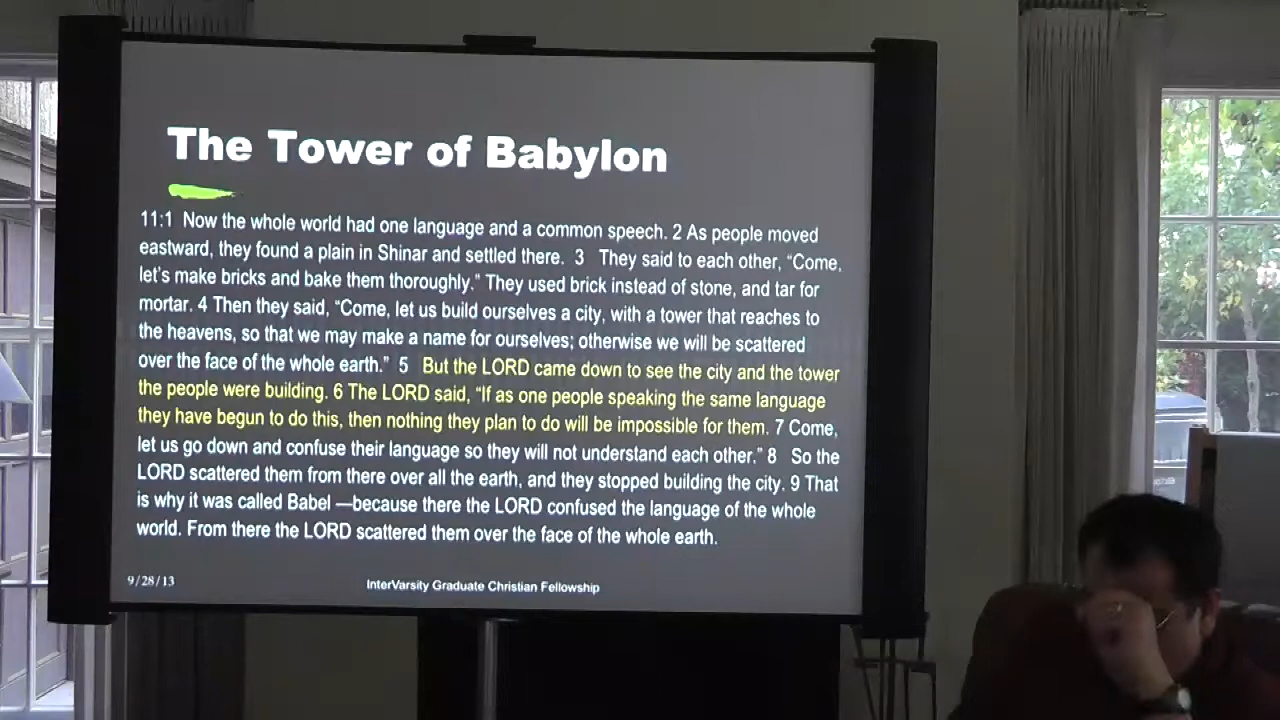 The Tower of Babylon
11:1 Now the whole world had one language and a common speech. 2 As people moved
eastward, they found a plain in Shinar and settled there. 3 They said to each other, “Come,
let’s make bricks and bake them thoroughly.” They used brick instead of stone, and tar for
mortar. 4 Then they said, “Come, let us build ourselves a city, with a tower that reaches to
the heavens, so that we may make a name for ourselves; otherwise we will be scattered
over the face of the whole earth.” 5 But the LORD came down to see the city and the tower
the people were building. 6 The LORD said, “If as one people speaking the same language
they have begun to do this, then nothing they plan to do will be impossible for them. 7 Come,
let us go down and confuse their language so they will not understand each other.” 8 So the
LORD scattered them from there over all the earth, and they stopped building the city. 9 That
is why it was called Babel —because there the LORD confused the language of the whole
world. From there the LORD scattered them over the face of the whole earth.
9/28/13
InterVarsity Graduate Christian Fellowship